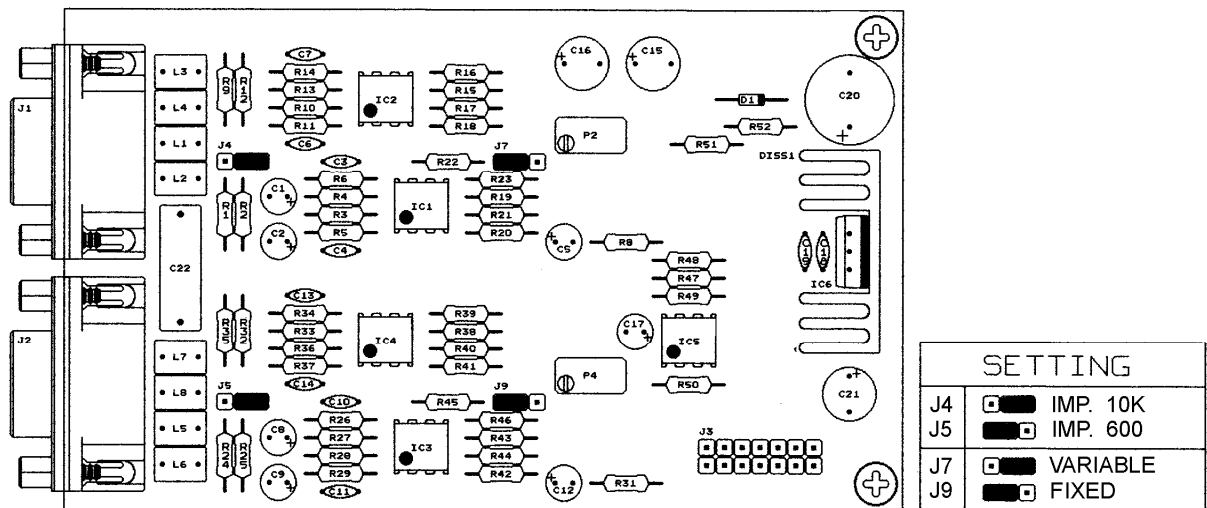 C7
C16
C15
L3
R9
R12
R14
R16
J1
L4
R13
IC2
R15
D1
C20
R10
R17
R11
R18
P2
R52
L1
J4
C6
J7
R51
C3
R22
DISS1
L2
R6
R23
C1
R4
IC1
R19
R1
R2
R3
R21
C2
R5
R20
C4
C5
R8
C19
C18
R48
C22
R47
IC6
C13
R49
R34
R39
R35
R32
R33
IC4
R38
C17
J2
R36
R40
IC5
L7
R37
R41
C14
P4
R50
L8
J5
C10
R45
J9
C21
R26
R46
L5
C8
R27
IC3
R43
J3
L6
R24
R25
R28
R44
C9
R29
R42
C11
C12
R31
SETTING
J4 IMP. 10K
J5 IMP. 600
J7 VARIABLE
J9 FIXED